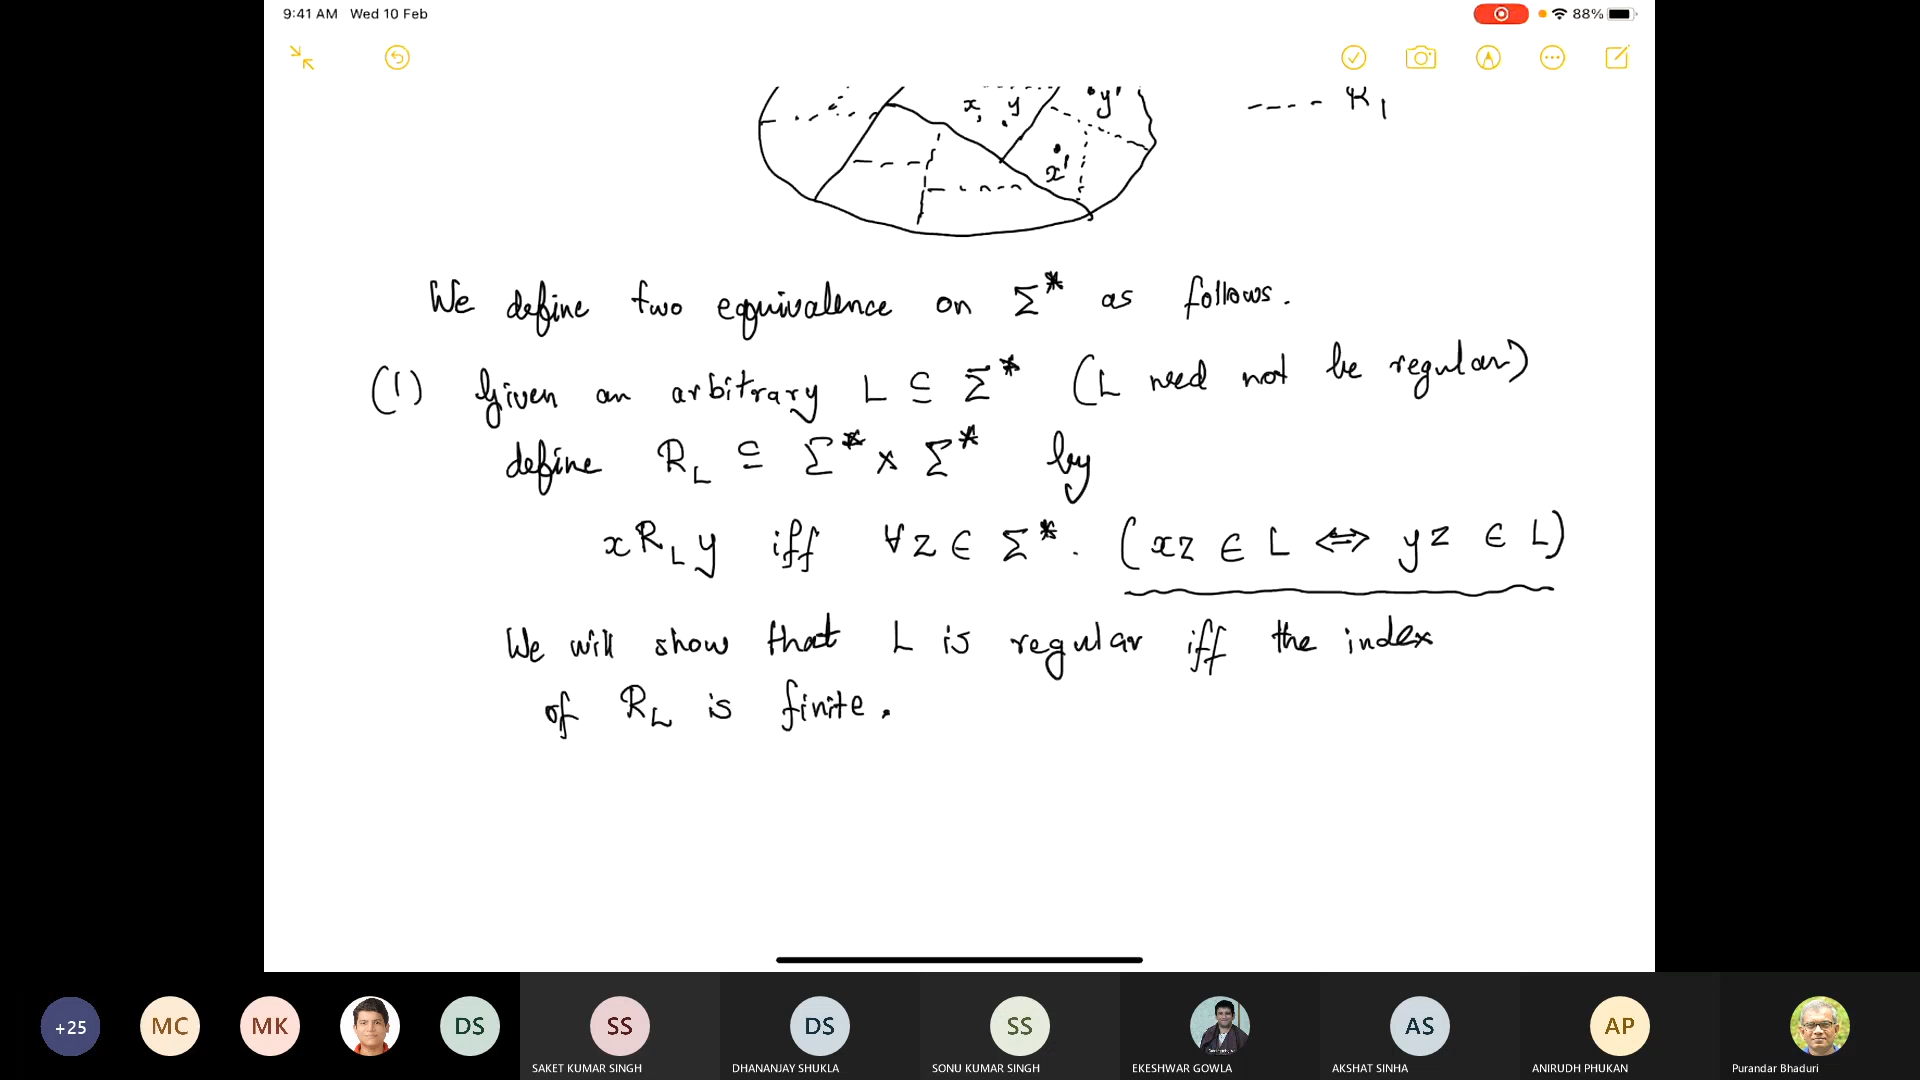 9:41 AM Wed 10 Feb
88%
x, y y'
---- R₁
x'
We define two equivalence on Σ* as follows.
(1) Given an arbitrary L ⊆ Σ* (L need not be regular)
define R_L ⊆ Σ* × Σ* by
x R_L y iff ∀z ∈ Σ*. (xz ∈ L ⇔ yz ∈ L)
We will show that L is regular iff the index
of R_L is finite.
+25 MC MK DS SS DS SS AS AP
SAKET KUMAR SINGH DHANANJAY SHUKLA SONU KUMAR SINGH EKESHWAR GOWLA AKSHAT SINHA ANIRUDH PHUKAN Purandar Bhaduri